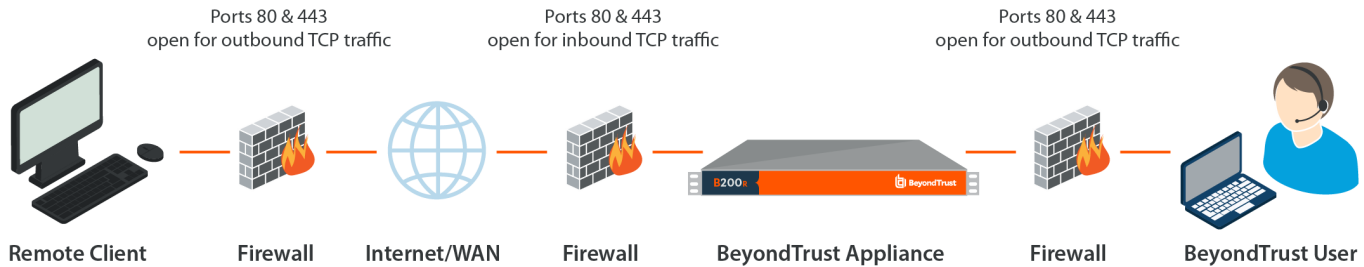 Ports 80 & 443
open for outbound TCP traffic
Ports 80 & 443
open for inbound TCP traffic
Ports 80 & 443
open for outbound TCP traffic
B200R
BeyondTrust
Remote Client
Firewall
Internet/WAN
Firewall
BeyondTrust Appliance
Firewall
BeyondTrust User